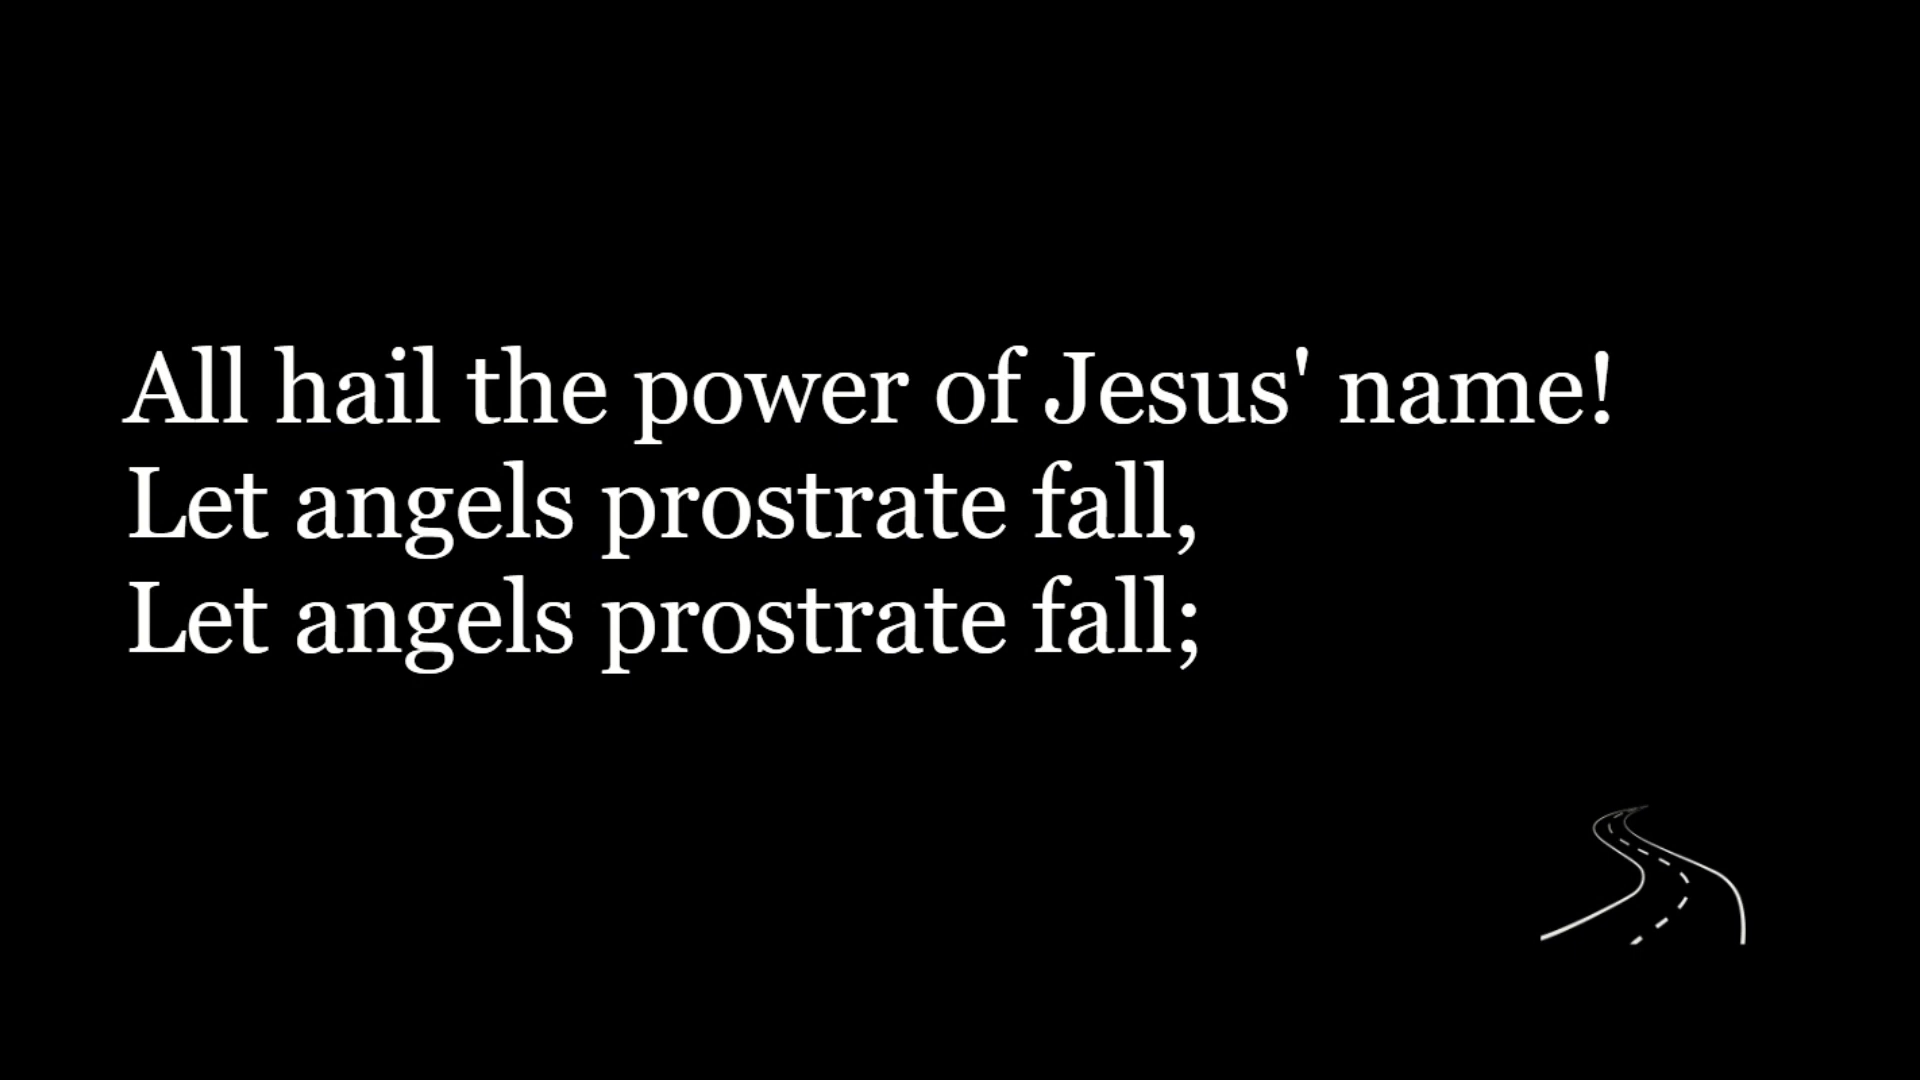 All hail the power of Jesus' name!
Let angels prostrate fall,
Let angels prostrate fall;